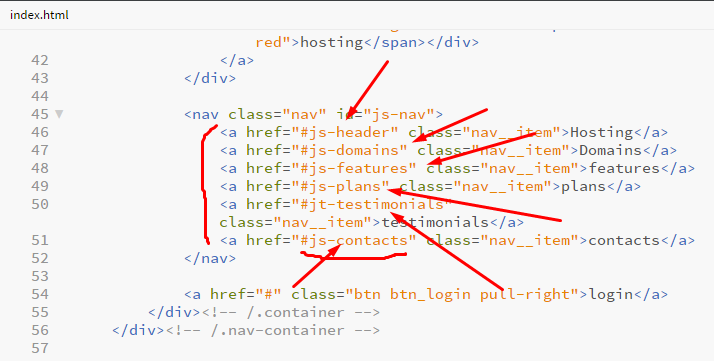 index.html
red">hosting</span></div>
42 </a>
43 </div>
44
45 <nav class="nav" id="js-nav">
46 <a href="#js-header" class="nav__item">Hosting</a>
47 <a href="#js-domains" class="nav__item">Domains</a>
48 <a href="#js-features" class="nav__item">features</a>
49 <a href="#js-plans" class="nav__item">plans</a>
50 <a href="#jt-testimonials"
class="nav__item">testimonials</a>
51 <a href="#js-contacts" class="nav__item">contacts</a>
52 </nav>
53
54 <a href="#" class="btn btn_login pull-right">login</a>
55 </div><!-- /.container -->
56 </div><!-- /.nav-container -->
57